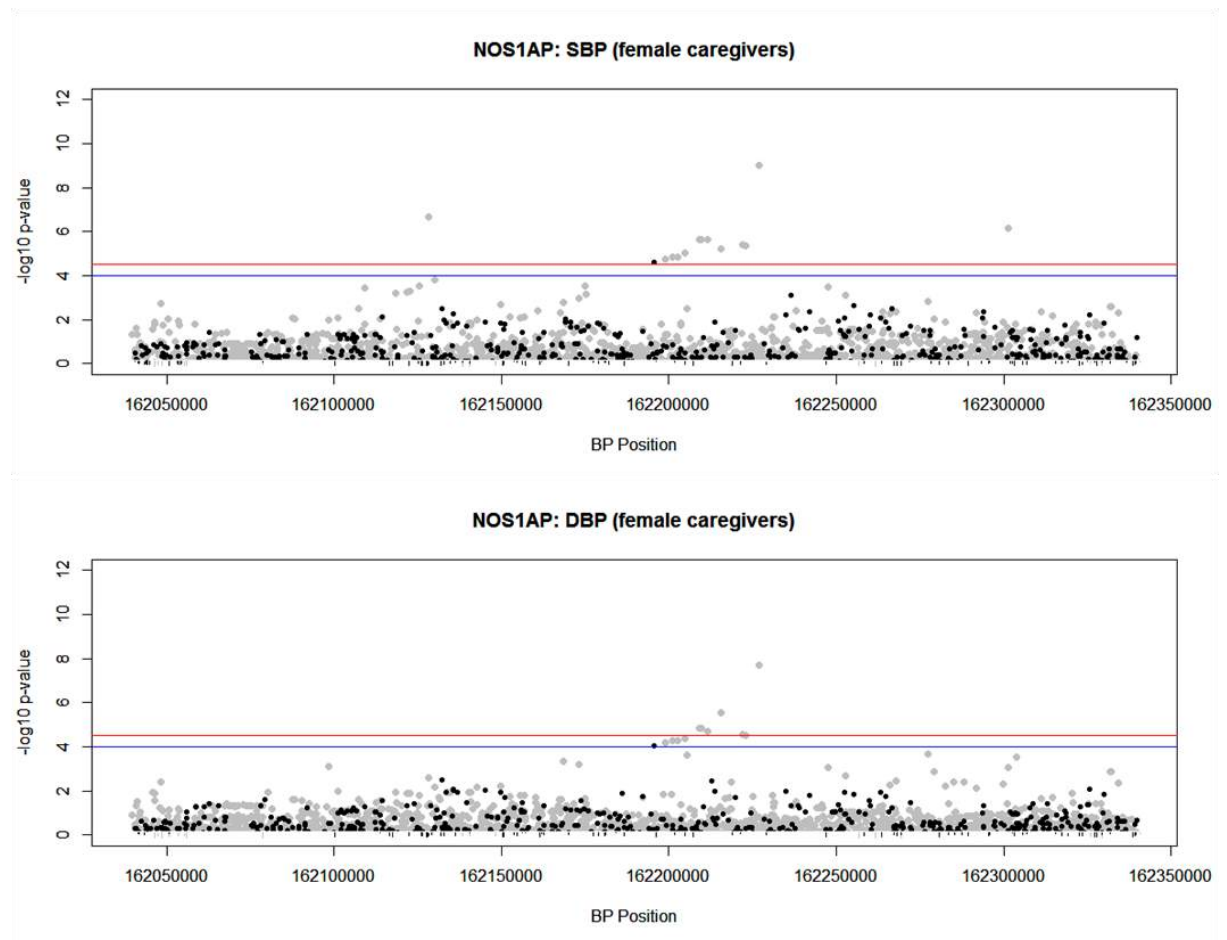 NOS1AP: SBP (female caregivers)
12
10
8
6
4
2
0
-log10 p-value
162050000 162100000 162150000 162200000 162250000 162300000 162350000
BP Position
NOS1AP: DBP (female caregivers)
12
10
8
6
4
2
0
-log10 p-value
162050000 162100000 162150000 162200000 162250000 162300000 162350000
BP Position